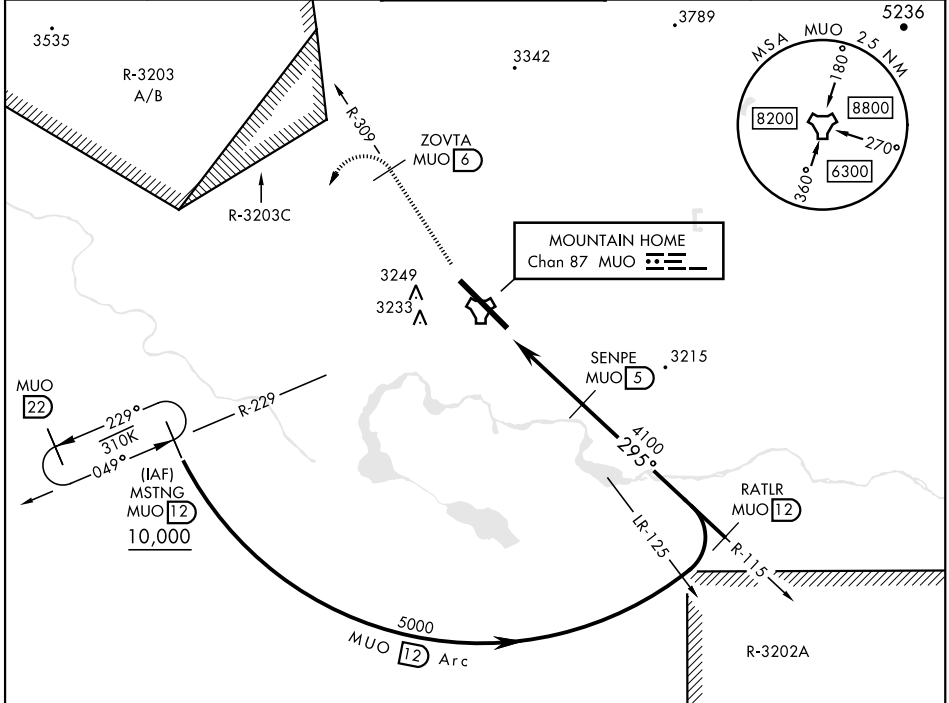 3535
R-3203
A/B
3342
3789
5236
MSA MUO 25 NM
180°
8200
8800
270°
6300
360°
R-309
ZOVTA
MUO 6
R-3203C
MOUNTAIN HOME
Chan 87 MUO
3249
3233
SENPE
MUO 5
3215
MUO
22
229°
310K
049°
R-229
(IAF)
MSTNG
MUO 12
10,000
4100
295°
RATLR
MUO 12
LR-125
R-115
5000
MUO 12 Arc
R-3202A